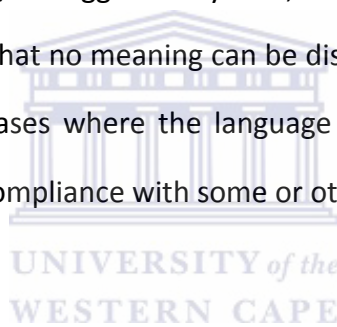 hat no meaning can be dis
ases where the language
ompliance with some or ot
UNIVERSITY of the
WESTERN CAPE